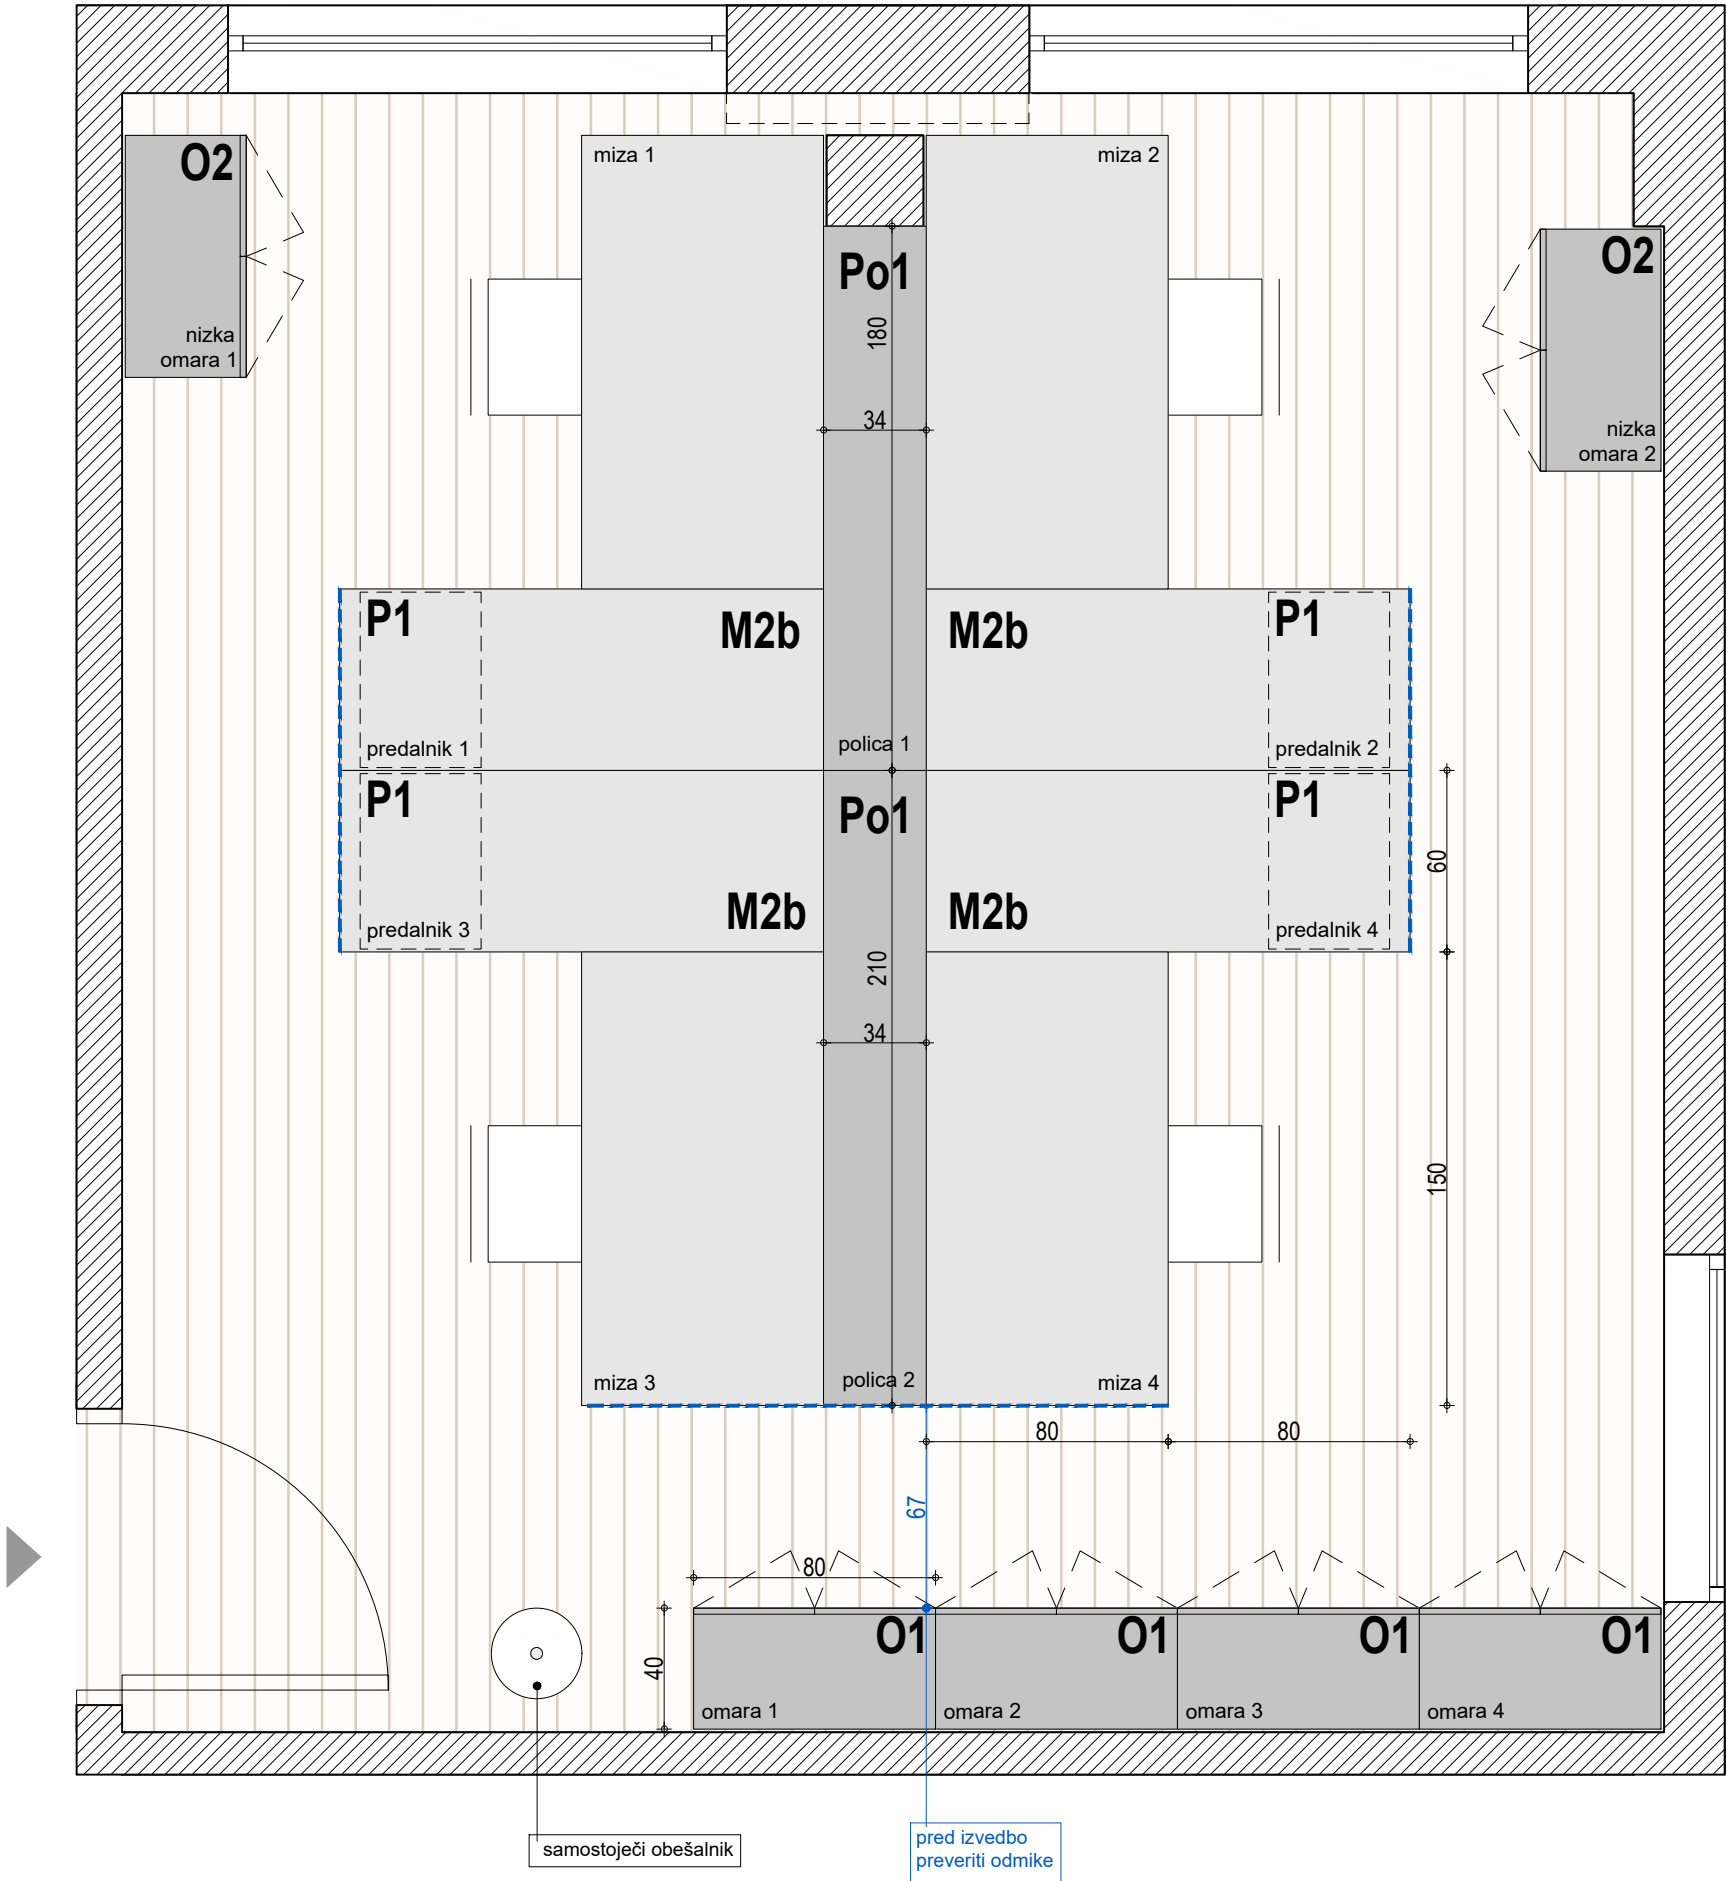 miza 1
miza 2
O2
nizka
omara 1
Po1
180
34
O2
nizka
omara 2
P1
M2b
M2b
P1
predalnik 1
polica 1
predalnik 2
P1
Po1
P1
60
predalnik 3
M2b
M2b
predalnik 4
210
34
150
miza 3
polica 2
miza 4
80
80
67
80
40
O1
O1
O1
O1
omara 1
omara 2
omara 3
omara 4
samostoječi obešalnik
pred izvedbo
preveriti odmike